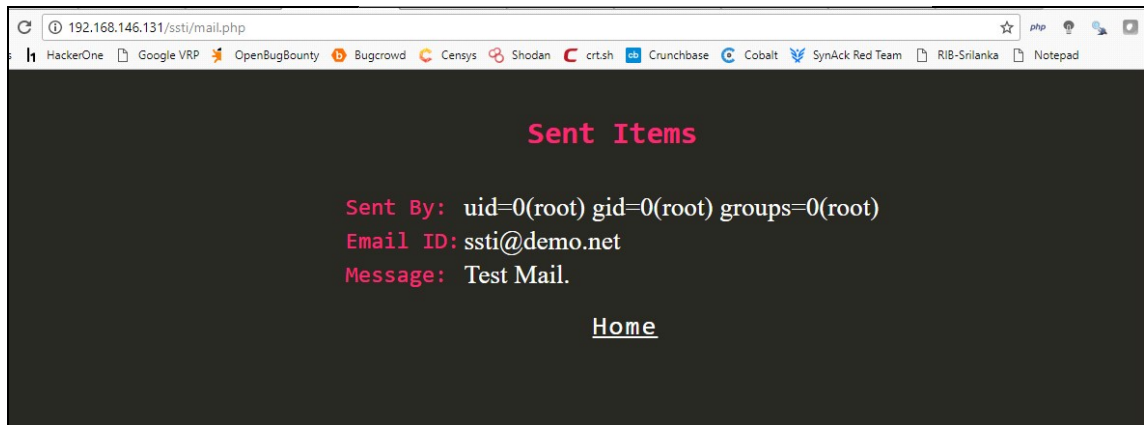 192.168.146.131/ssti/mail.php
php
s h1 HackerOne Google VRP OpenBugBounty Bugcrowd Censys Shodan crt.sh cb Crunchbase Cobalt SynAck Red Team RIB-Srilanka Notepad
Sent Items
Sent By: uid=0(root) gid=0(root) groups=0(root)
Email ID: ssti@demo.net
Message: Test Mail.
Home